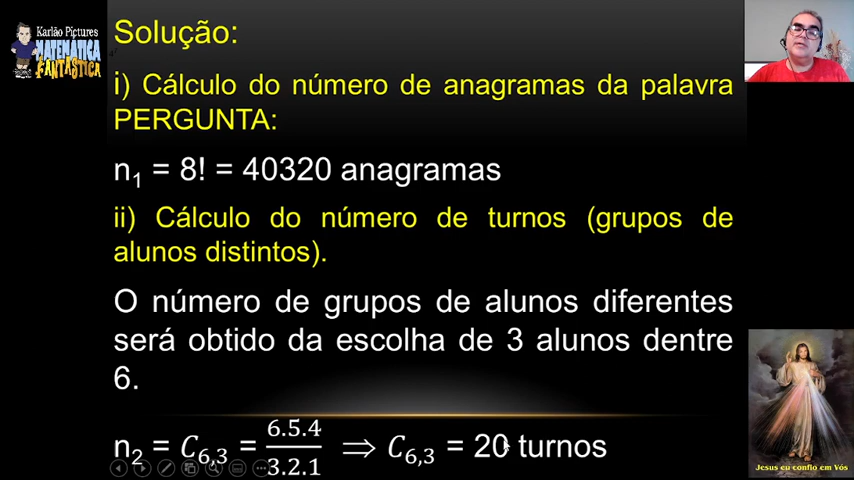 Karlão Pictures
MATEMÁTICA
FANTÁSTICA
Solução:
i) Cálculo do número de anagramas da palavra
PERGUNTA:
n₁ = 8! = 40320 anagramas
ii) Cálculo do número de turnos (grupos de
alunos distintos).
O número de grupos de alunos diferentes
será obtido da escolha de 3 alunos dentre
6.
n₂ = C₆,₃ = 6.5.4/3.2.1 ⟹ C₆,₃ = 20 turnos
Jesus eu confio em Vós